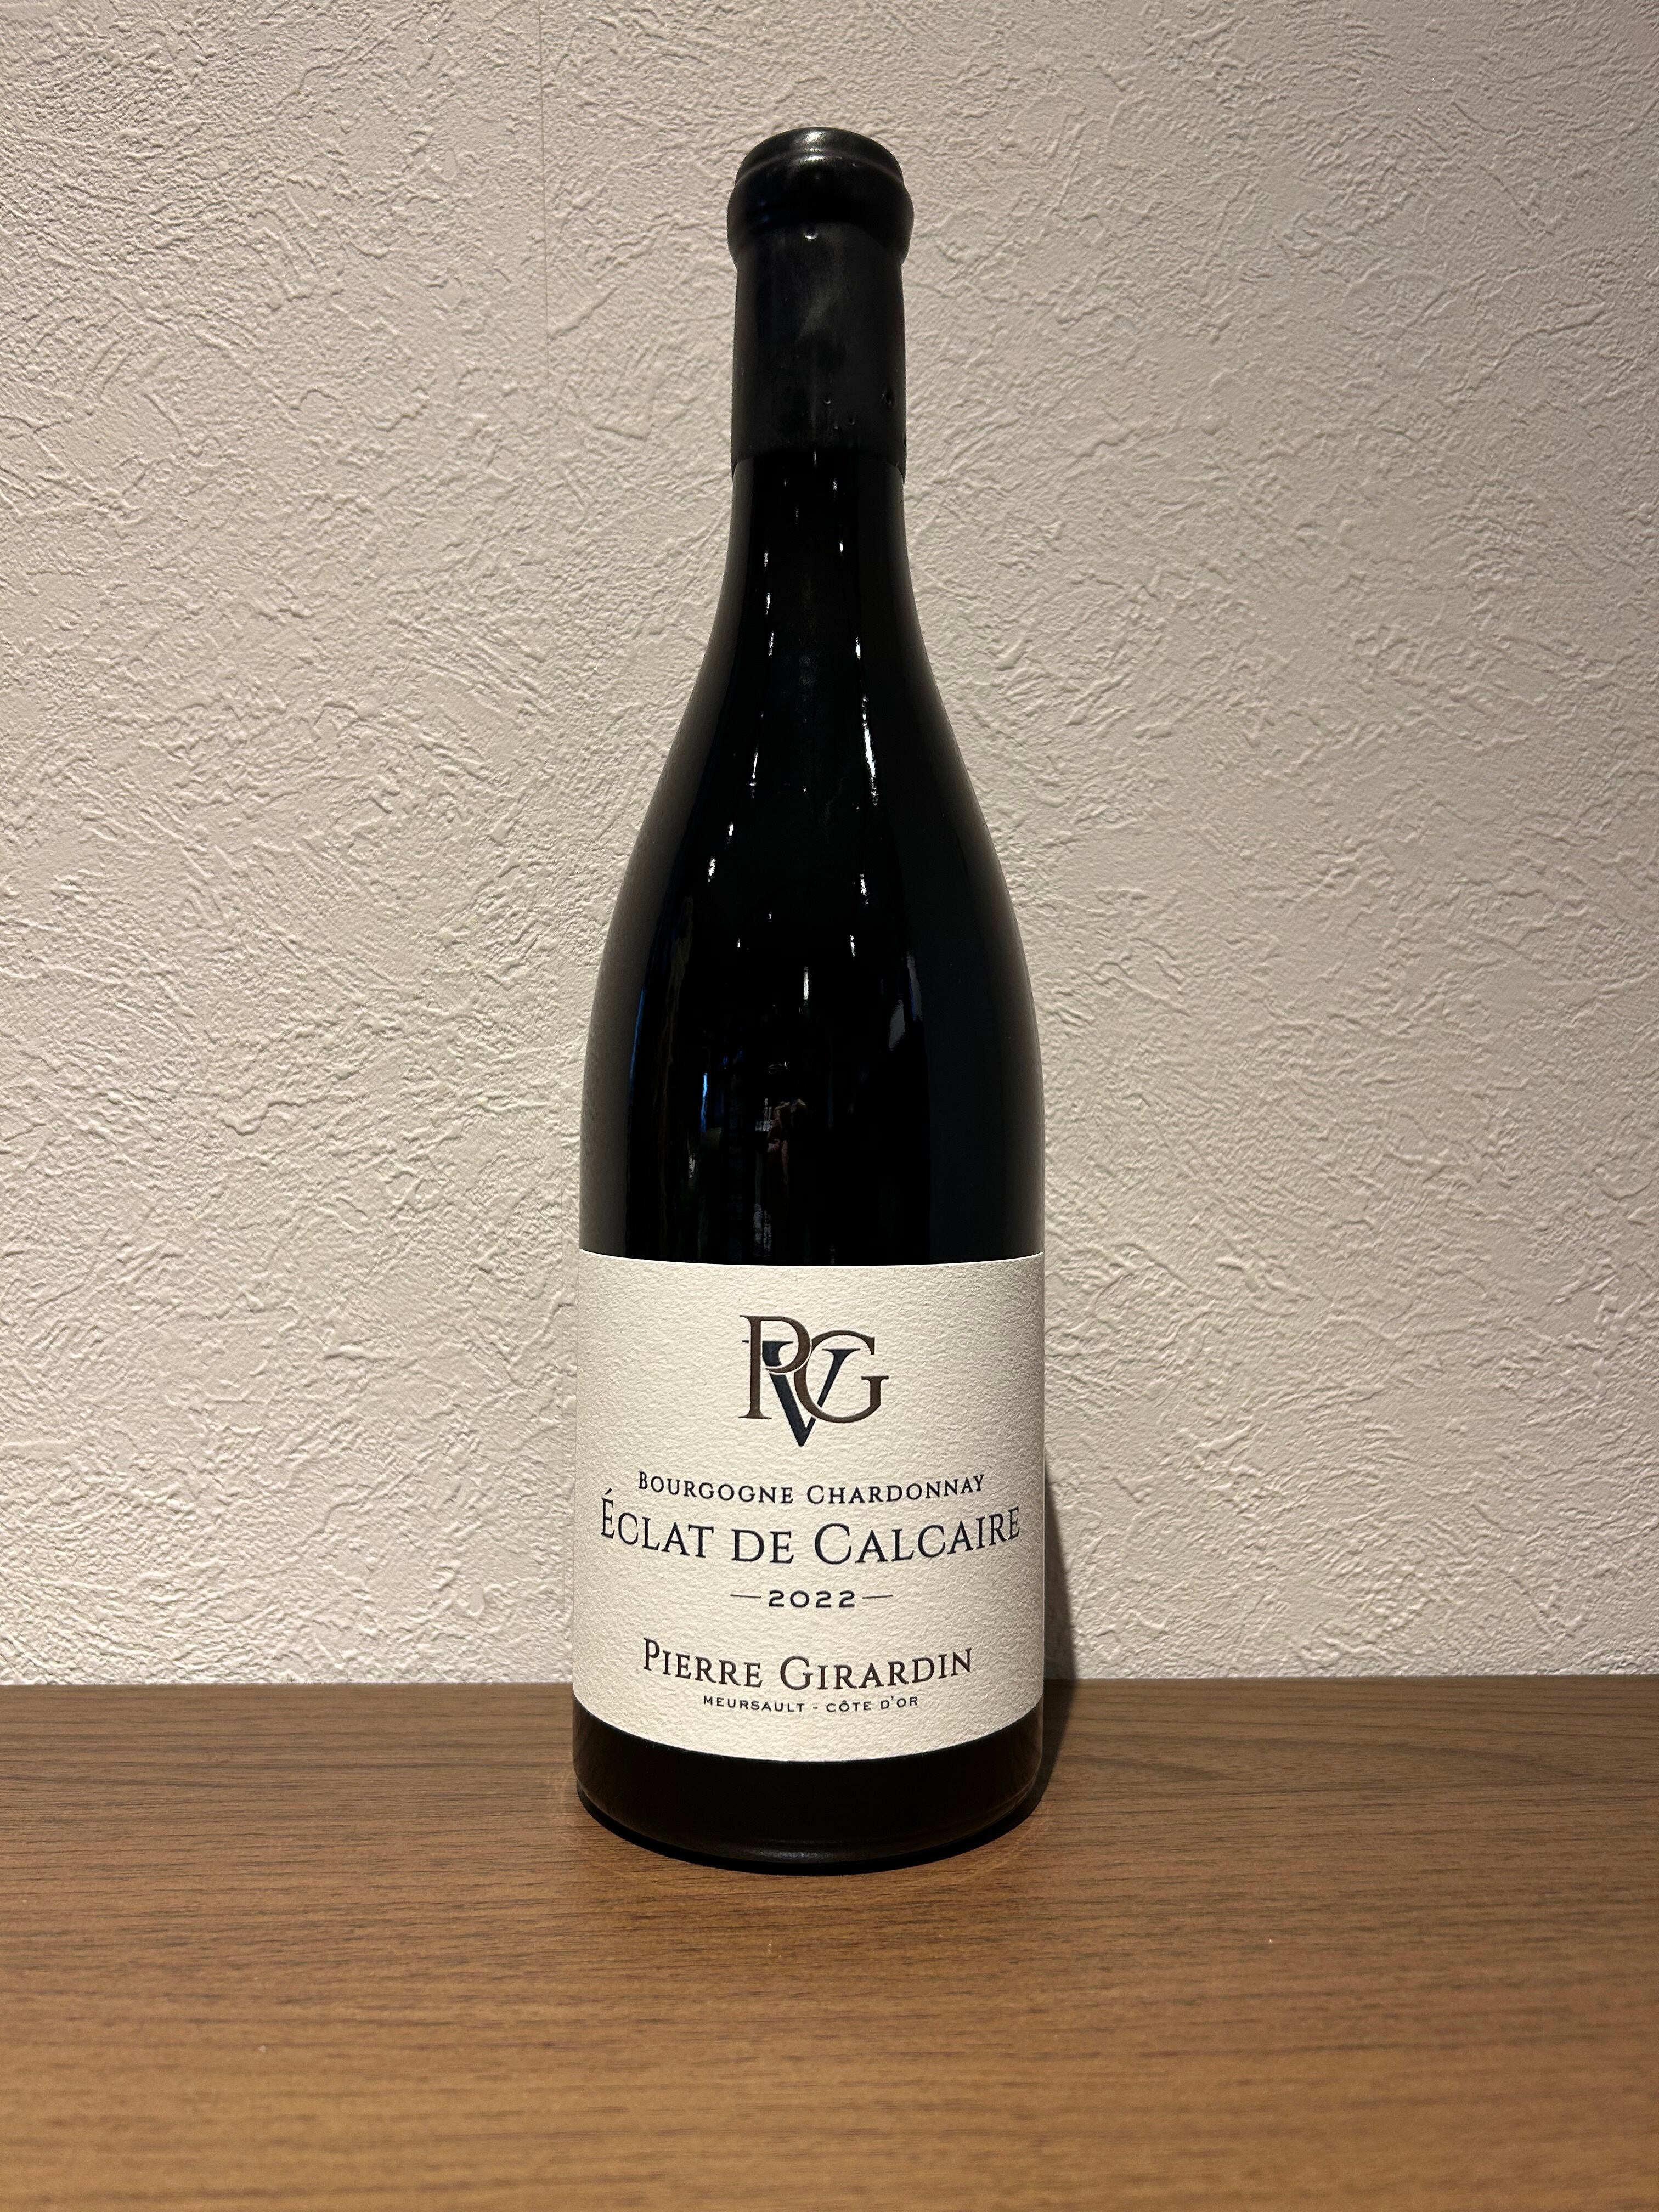 PVG
BOURGOGNE CHARDONNAY
ÉCLAT DE CALCAIRE
—2022—
PIERRE GIRARDIN
MEURSAULT - CÔTE D'OR